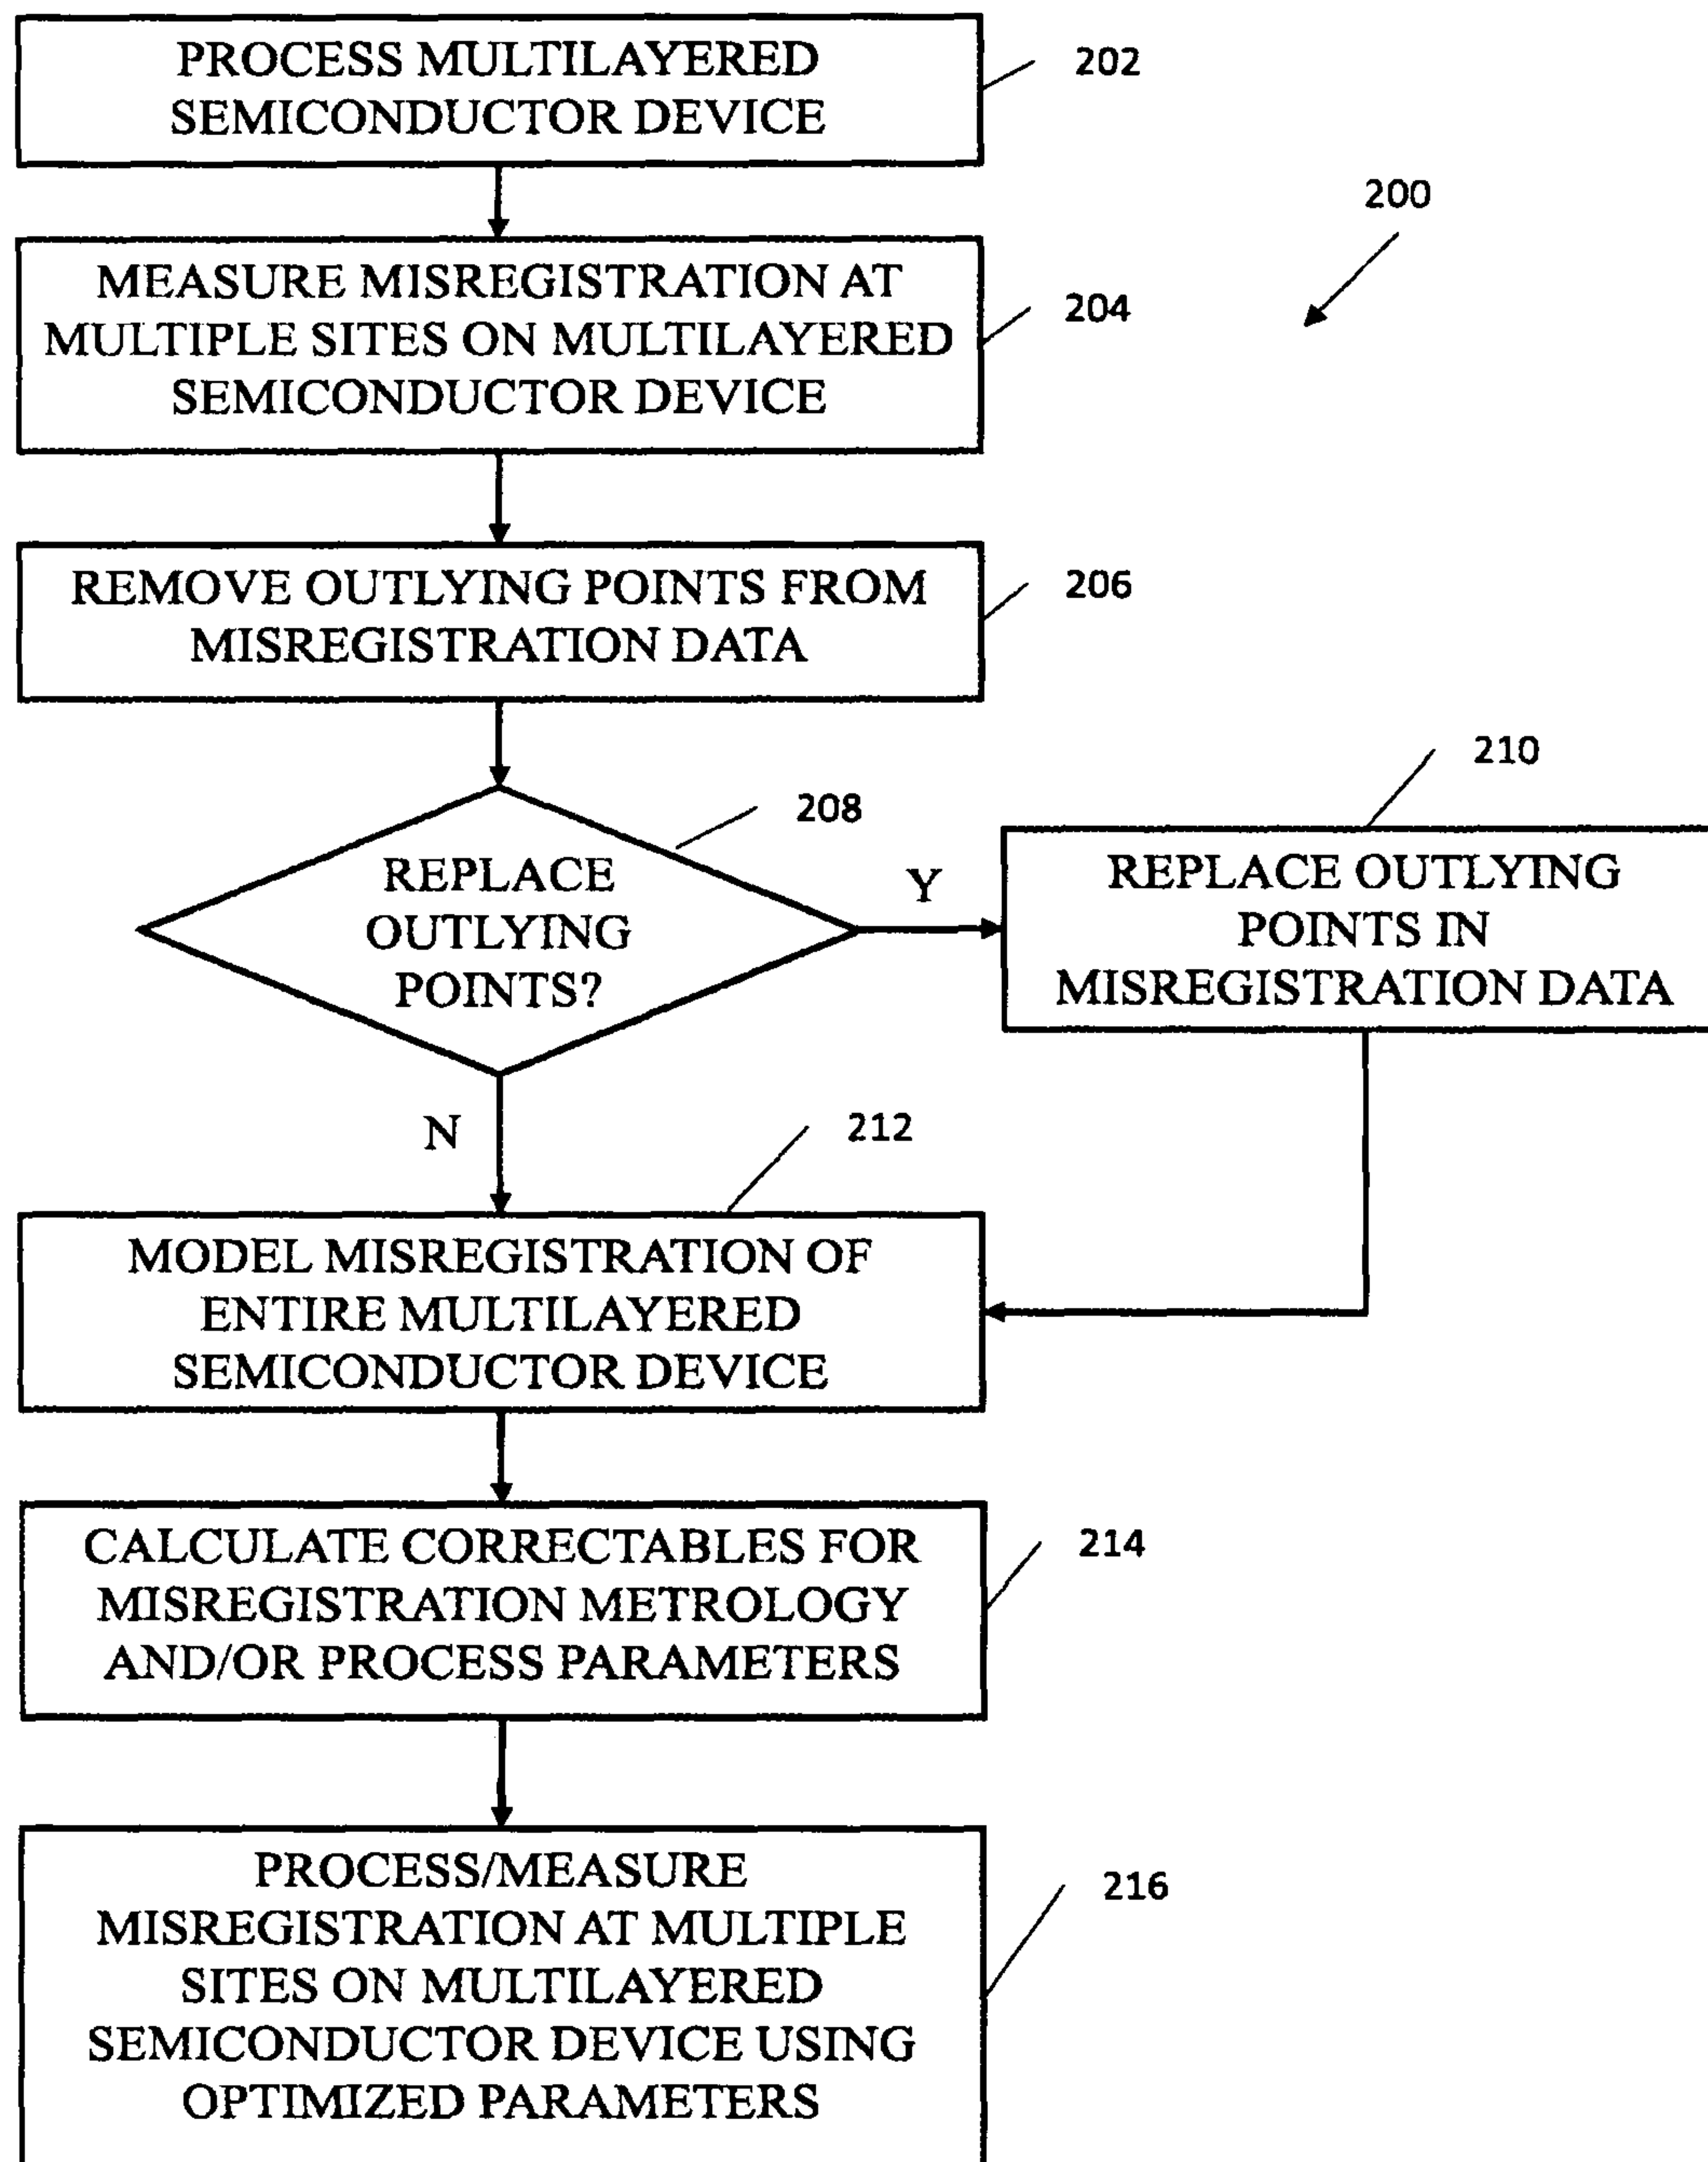 PROCESS MULTILAYERED
SEMICONDUCTOR DEVICE
202
200
MEASURE MISREGISTRATION AT
MULTIPLE SITES ON MULTILAYERED
SEMICONDUCTOR DEVICE
204
REMOVE OUTLYING POINTS FROM
MISREGISTRATION DATA
206
REPLACE
OUTLYING
POINTS?
208
Y
210
REPLACE OUTLYING
POINTS IN
MISREGISTRATION DATA
N
212
MODEL MISREGISTRATION OF
ENTIRE MULTILAYERED
SEMICONDUCTOR DEVICE
CALCULATE CORRECTABLES FOR
MISREGISTRATION METROLOGY
AND/OR PROCESS PARAMETERS
214
PROCESS/MEASURE
MISREGISTRATION AT MULTIPLE
SITES ON MULTILAYERED
SEMICONDUCTOR DEVICE USING
OPTIMIZED PARAMETERS
216